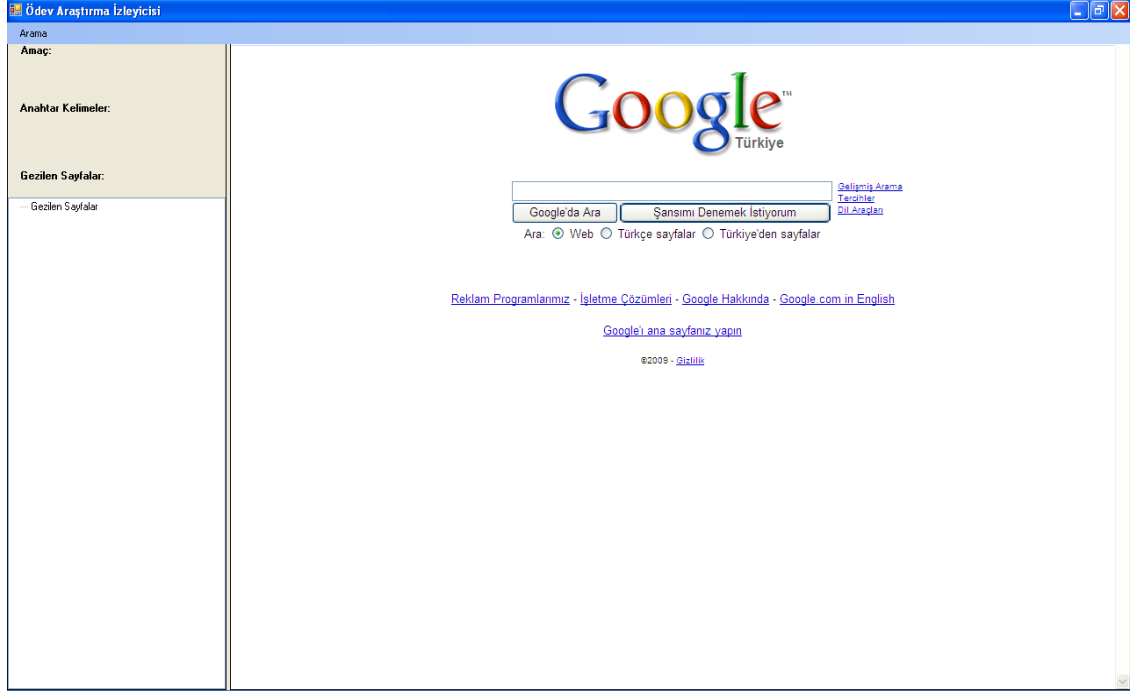 Ödev Araştırma İzleyicisi
Arama
Amaç:
Anahtar Kelimeler:
Gezilen Sayfalar:
Gezilen Sayfalar
Google™
Türkiye
Gelişmiş Arama
Tercihler
Dil Araçları
Google'da Ara Şansımı Denemek İstiyorum
Ara: Web Türkçe sayfalar Türkiye'den sayfalar
Reklam Programlarımız - İşletme Çözümleri - Google Hakkında - Google.com in English
Google'ı ana sayfanız yapın
©2009 - Gizlilik